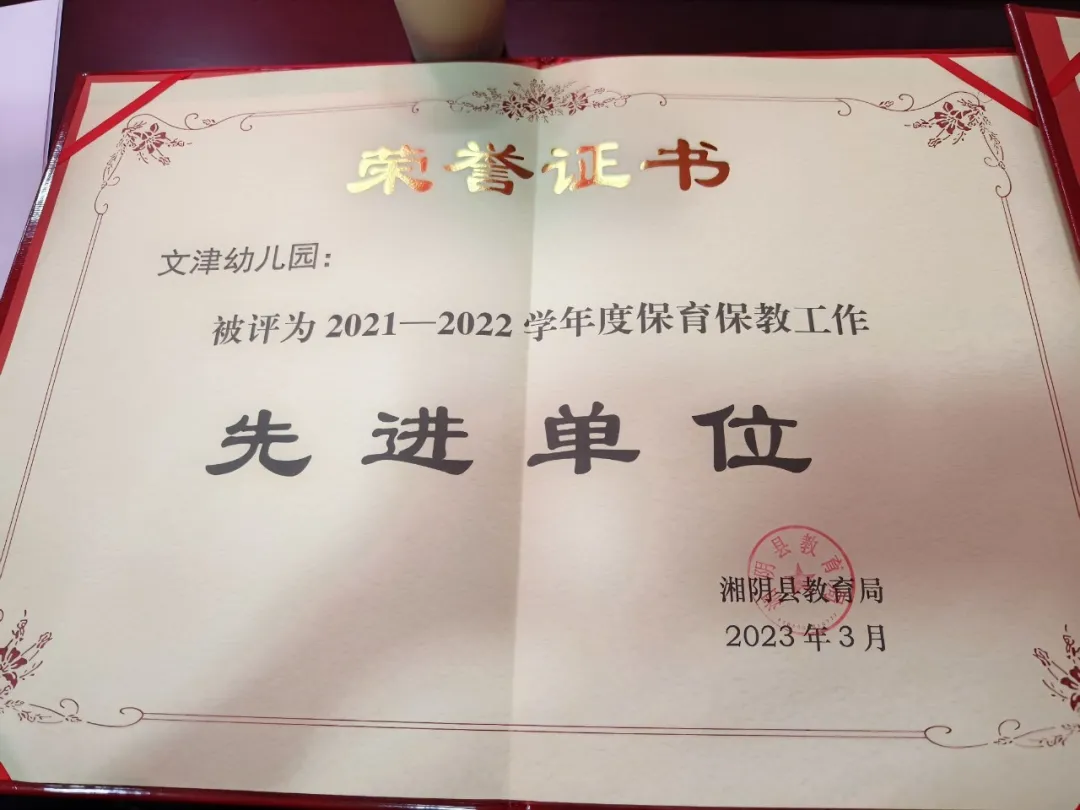 荣誉证书
文津幼儿园：
被评为2021—2022学年度保育保教工作
先进单位
湘阴县教育局
2023年3月